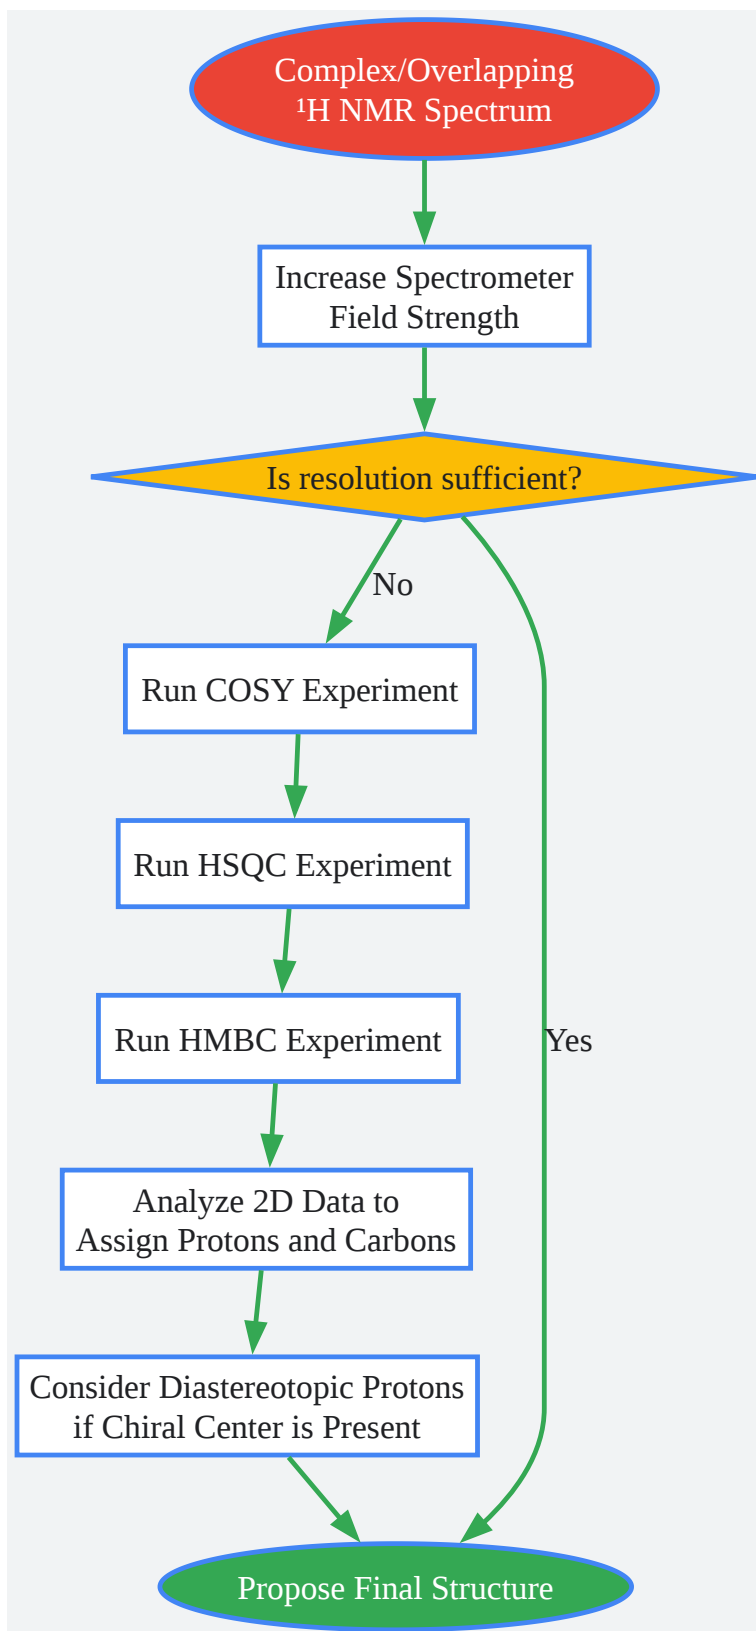 Complex/Overlapping
¹H NMR Spectrum
Increase Spectrometer
Field Strength
Is resolution sufficient?
No
Run COSY Experiment
Run HSQC Experiment
Run HMBC Experiment
Yes
Analyze 2D Data to
Assign Protons and Carbons
Consider Diastereotopic Protons
if Chiral Center is Present
Propose Final Structure